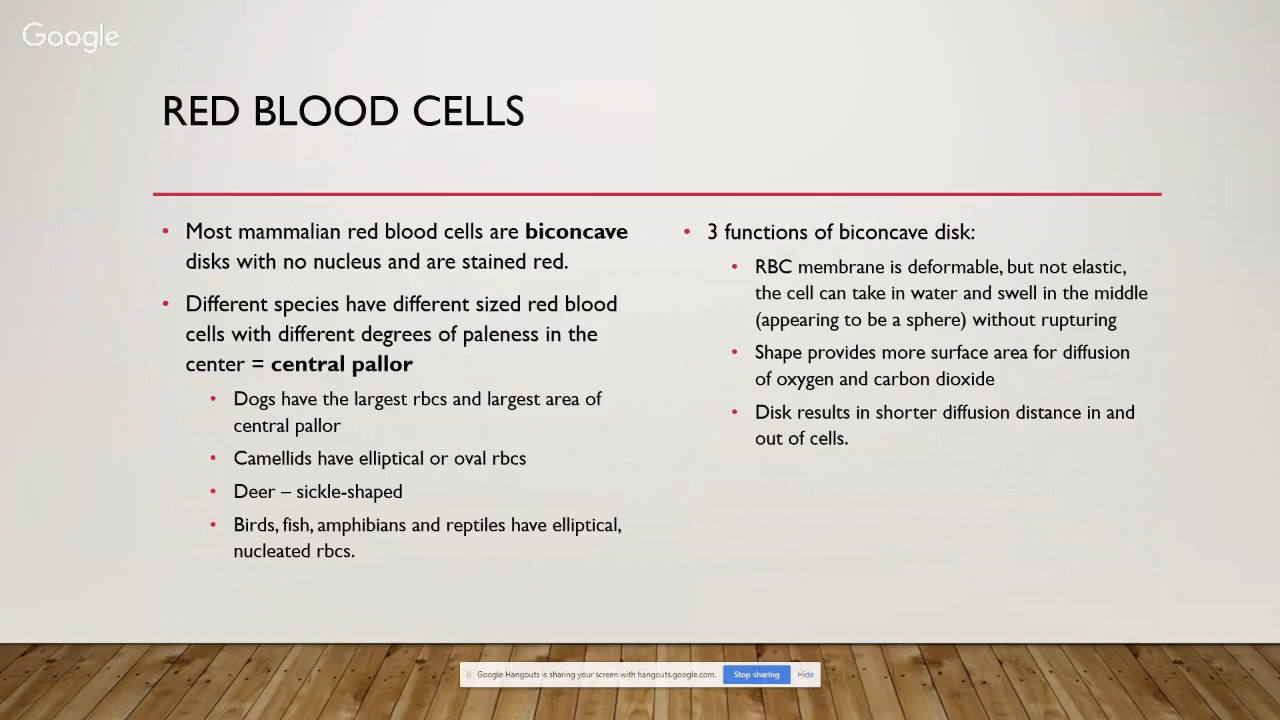 Google
RED BLOOD CELLS
• Most mammalian red blood cells are biconcave
disks with no nucleus and are stained red.
• Different species have different sized red blood
cells with different degrees of paleness in the
center = central pallor
• Dogs have the largest rbcs and largest area of
central pallor
• Camellids have elliptical or oval rbcs
• Deer – sickle-shaped
• Birds, fish, amphibians and reptiles have elliptical,
nucleated rbcs.
• 3 functions of biconcave disk:
• RBC membrane is deformable, but not elastic,
the cell can take in water and swell in the middle
(appearing to be a sphere) without rupturing
• Shape provides more surface area for diffusion
of oxygen and carbon dioxide
• Disk results in shorter diffusion distance in and
out of cells.
Google Hangouts is sharing your screen with hangouts.google.com. Stop sharing Hide